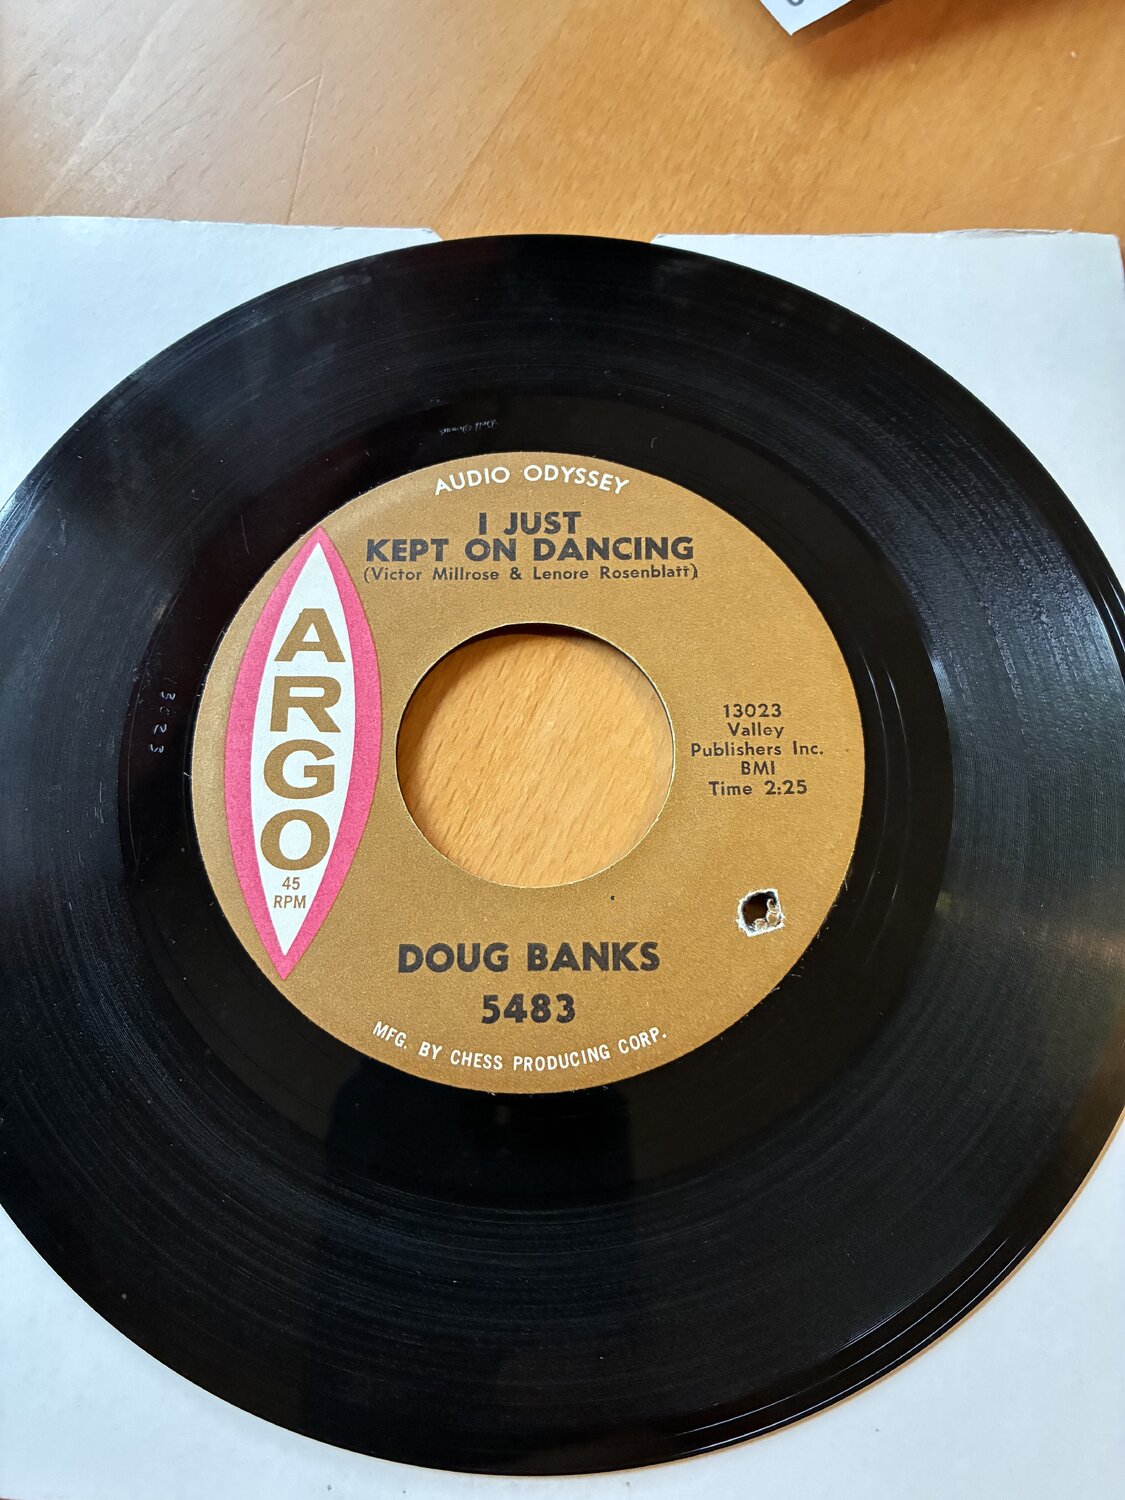 AUDIO ODYSSEY
I JUST
KEPT ON DANCING
(Victor Millrose & Lenore Rosenblatt)
ARGO
45
RPM
13023
Valley
Publishers Inc.
BMI
Time 2:25
DOUG BANKS
5483
MFG. BY CHESS PRODUCING CORP.
13023